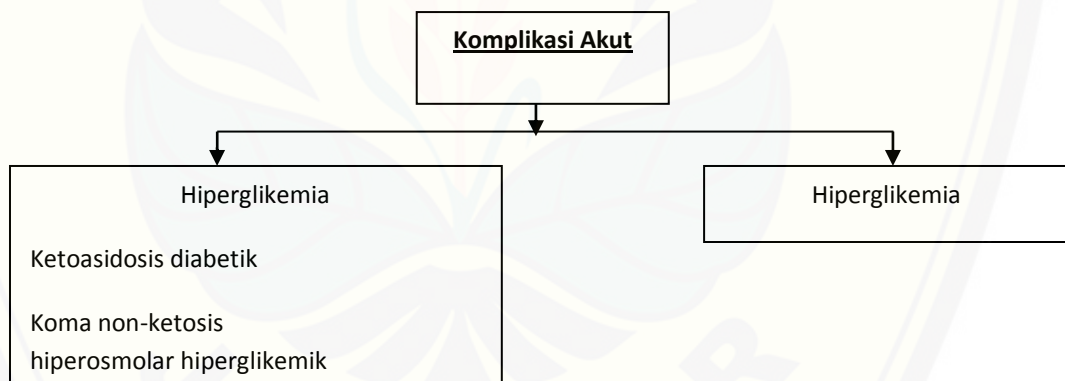 Komplikasi Akut
Hiperglikemia
Ketoasidosis diabetik
Koma non-ketosis
hiperosmolar hiperglikemik
Hiperglikemia